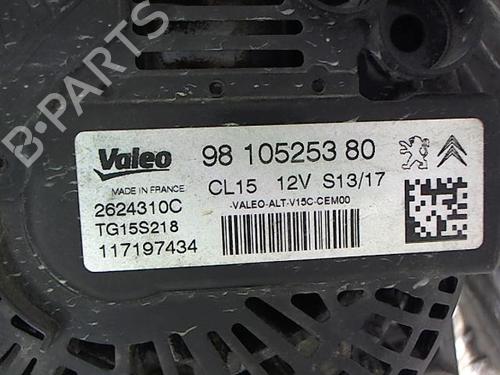 B-PARTS
Valeo
98 105253 80
MADE IN FRANCE
CL15 12V S13/17
2624310C
-VALEO-ALT-V15C-CEM00
TG15S218
117197434